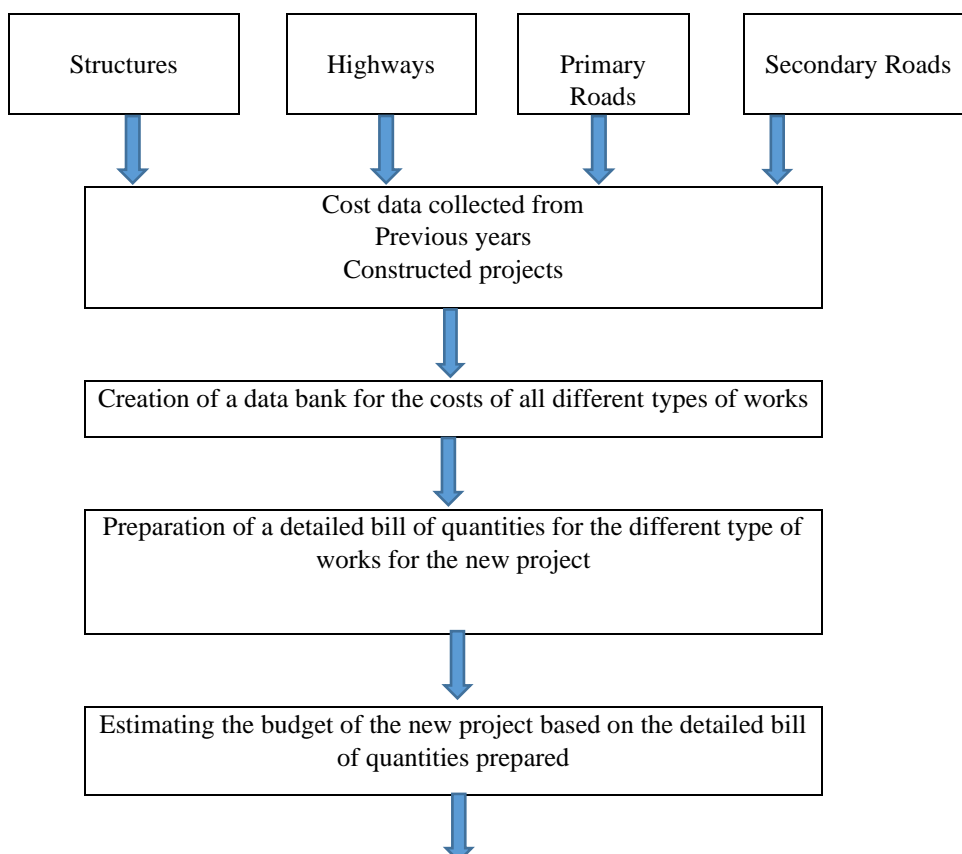 Structures
Highways
Primary
Roads
Secondary Roads
Cost data collected from
Previous years
Constructed projects
Creation of a data bank for the costs of all different types of works
Preparation of a detailed bill of quantities for the different type of
works for the new project
Estimating the budget of the new project based on the detailed bill
of quantities prepared